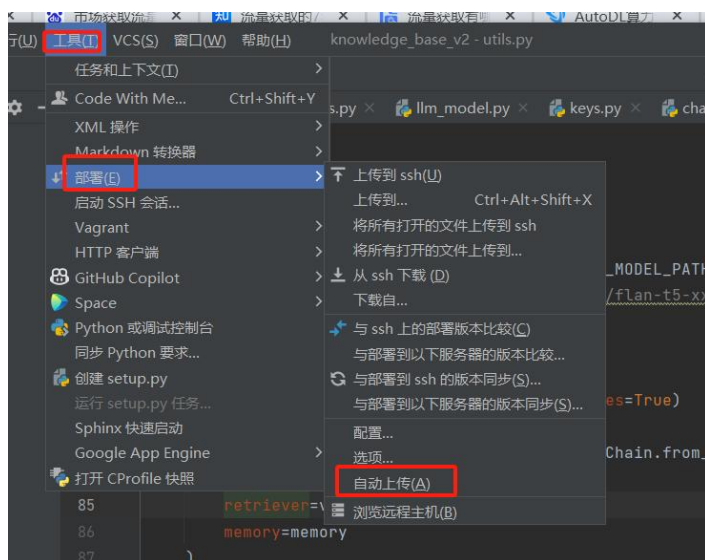 市场获取流 × 知 流量获取的7 × 流量获取有 × AutoDL算力 ×
行(U) 工具(T) VCS(S) 窗口(W) 帮助(H) knowledge_base_v2 - utils.py
s.py × llm_model.py × keys.py × cha
任务和上下文(T) >
Code With Me... Ctrl+Shift+Y
XML 操作 >
Markdown 转换器 >
部署(E) >
启动 SSH 会话...
Vagrant >
HTTP 客户端 >
GitHub Copilot >
Space >
Python 或调试控制台
同步 Python 要求...
创建 setup.py
运行 setup.py 任务...
Sphinx 快速启动
Google App Engine >
打开 CProfile 快照
上传到 ssh(U)
上传到... Ctrl+Alt+Shift+X
将所有打开的文件上传到 ssh
将所有打开的文件上传到...
从 ssh 下载 (D)
下载自...
与 ssh 上的部署版本比较(C)
与部署到以下服务器的版本比较...
与部署到 ssh 的版本同步(S)...
与部署到以下服务器的版本同步(S)...
配置...
选项...
自动上传(A)
浏览远程主机(B)
_MODEL_PATH
/flan-t5-xx
es=True)
Chain.from_
85 retriever=v
86 memory=memory
87 )